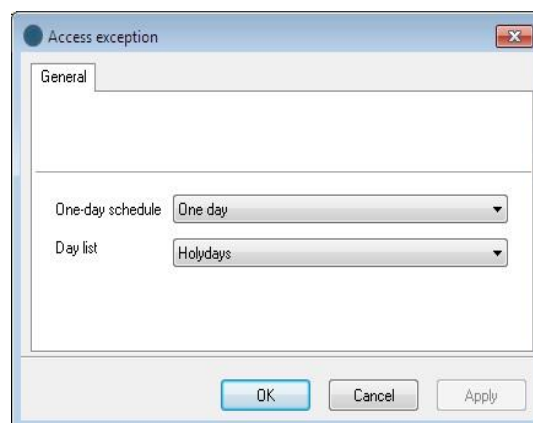 Access exception
General
One-day schedule One day
Day list Holydays
OK Cancel Apply